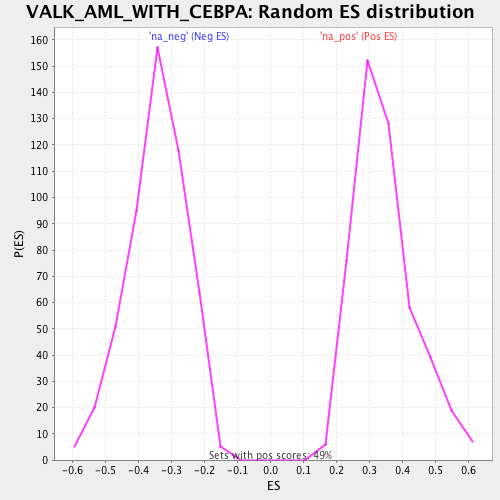 VALK_AML_WITH_CEBPA: Random ES distribution
'na_neg' (Neg ES)
'na_pos' (Pos ES)
160
150
140
130
120
110
100
90
80
70
60
50
40
30
20
10
0
P(ES)
Sets with pos scores: 49%
-0.6 -0.5 -0.4 -0.3 -0.2 -0.1 0.0 0.1 0.2 0.3 0.4 0.5 0.6
ES